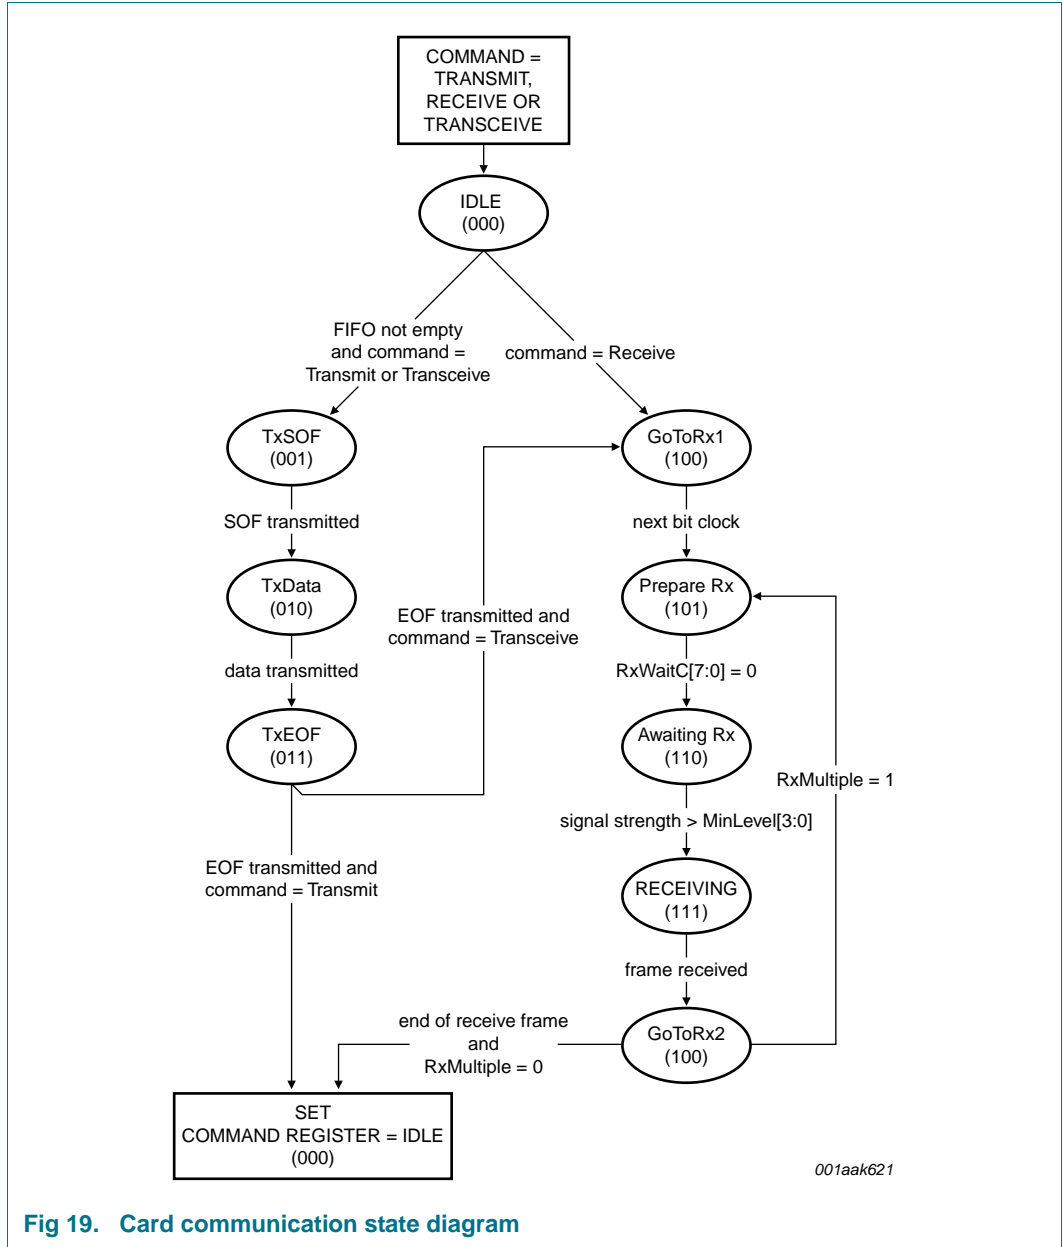 COMMAND =
TRANSMIT,
RECEIVE OR
TRANSCEIVE
IDLE
(000)
FIFO not empty
and command =
Transmit or Transceive
command = Receive
TxSOF
(001)
GoToRx1
(100)
SOF transmitted
next bit clock
TxData
(010)
Prepare Rx
(101)
EOF transmitted and
command = Transceive
data transmitted
RxWaitC[7:0] = 0
TxEOF
(011)
Awaiting Rx
(110)
RxMultiple = 1
signal strength > MinLevel[3:0]
EOF transmitted and
command = Transmit
RECEIVING
(111)
frame received
end of receive frame
and
RxMultiple = 0
GoToRx2
(100)
SET
COMMAND REGISTER = IDLE
(000)
001aak621
Fig 19. Card communication state diagram